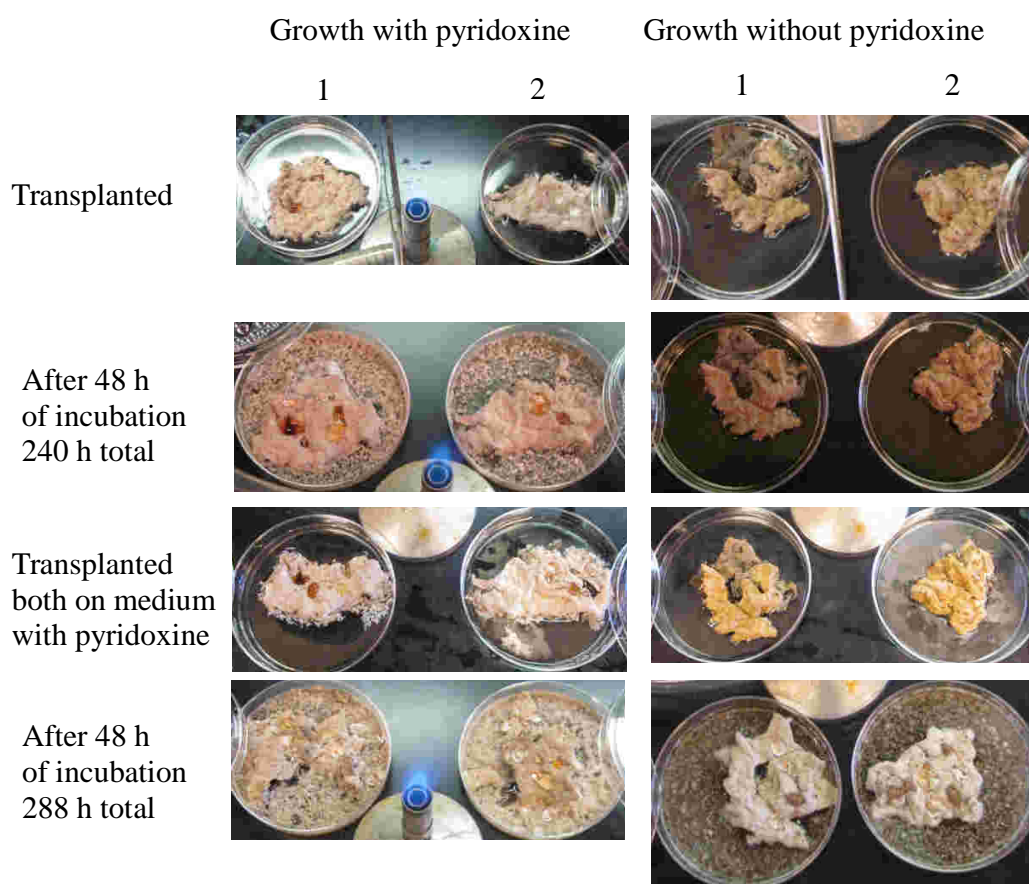 Growth with pyridoxine
Growth without pyridoxine
1
2
1
2
Transplanted
After 48 h
of incubation
240 h total
Transplanted
both on medium
with pyridoxine
After 48 h
of incubation
288 h total